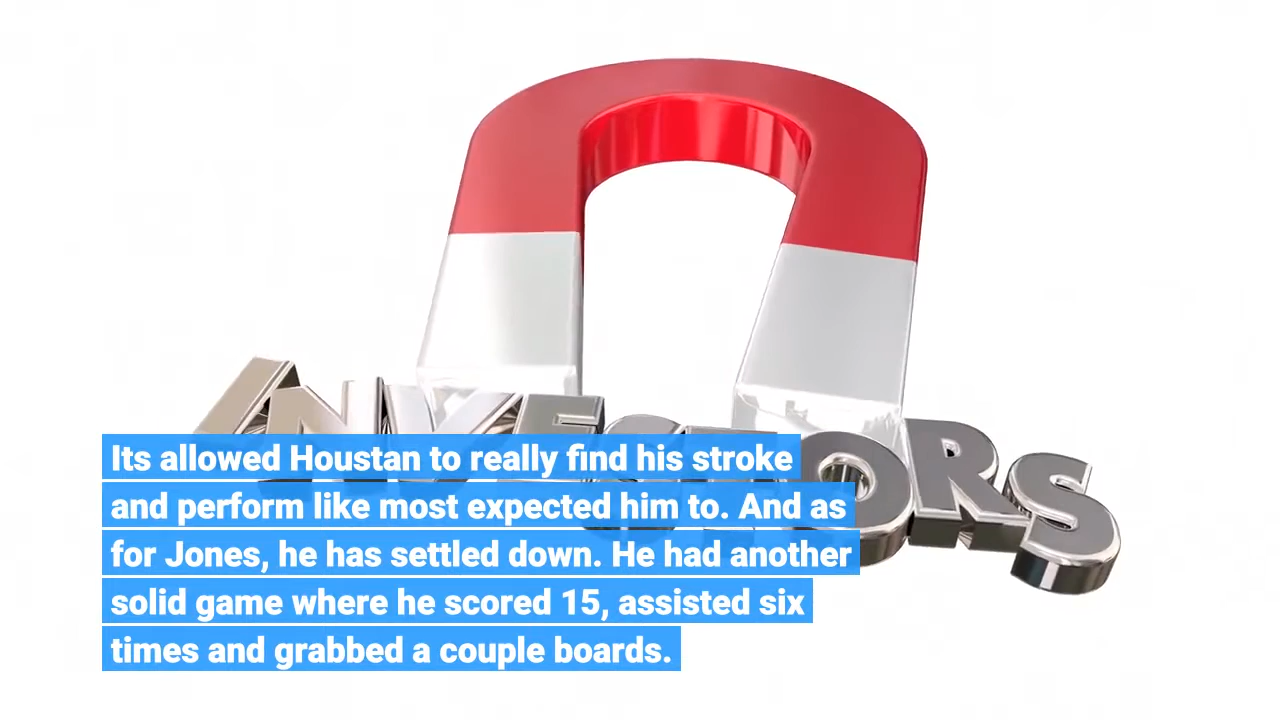 INVESTORS
Its allowed Houstan to really find his stroke
and perform like most expected him to. And as
for Jones, he has settled down. He had another
solid game where he scored 15, assisted six
times and grabbed a couple boards.